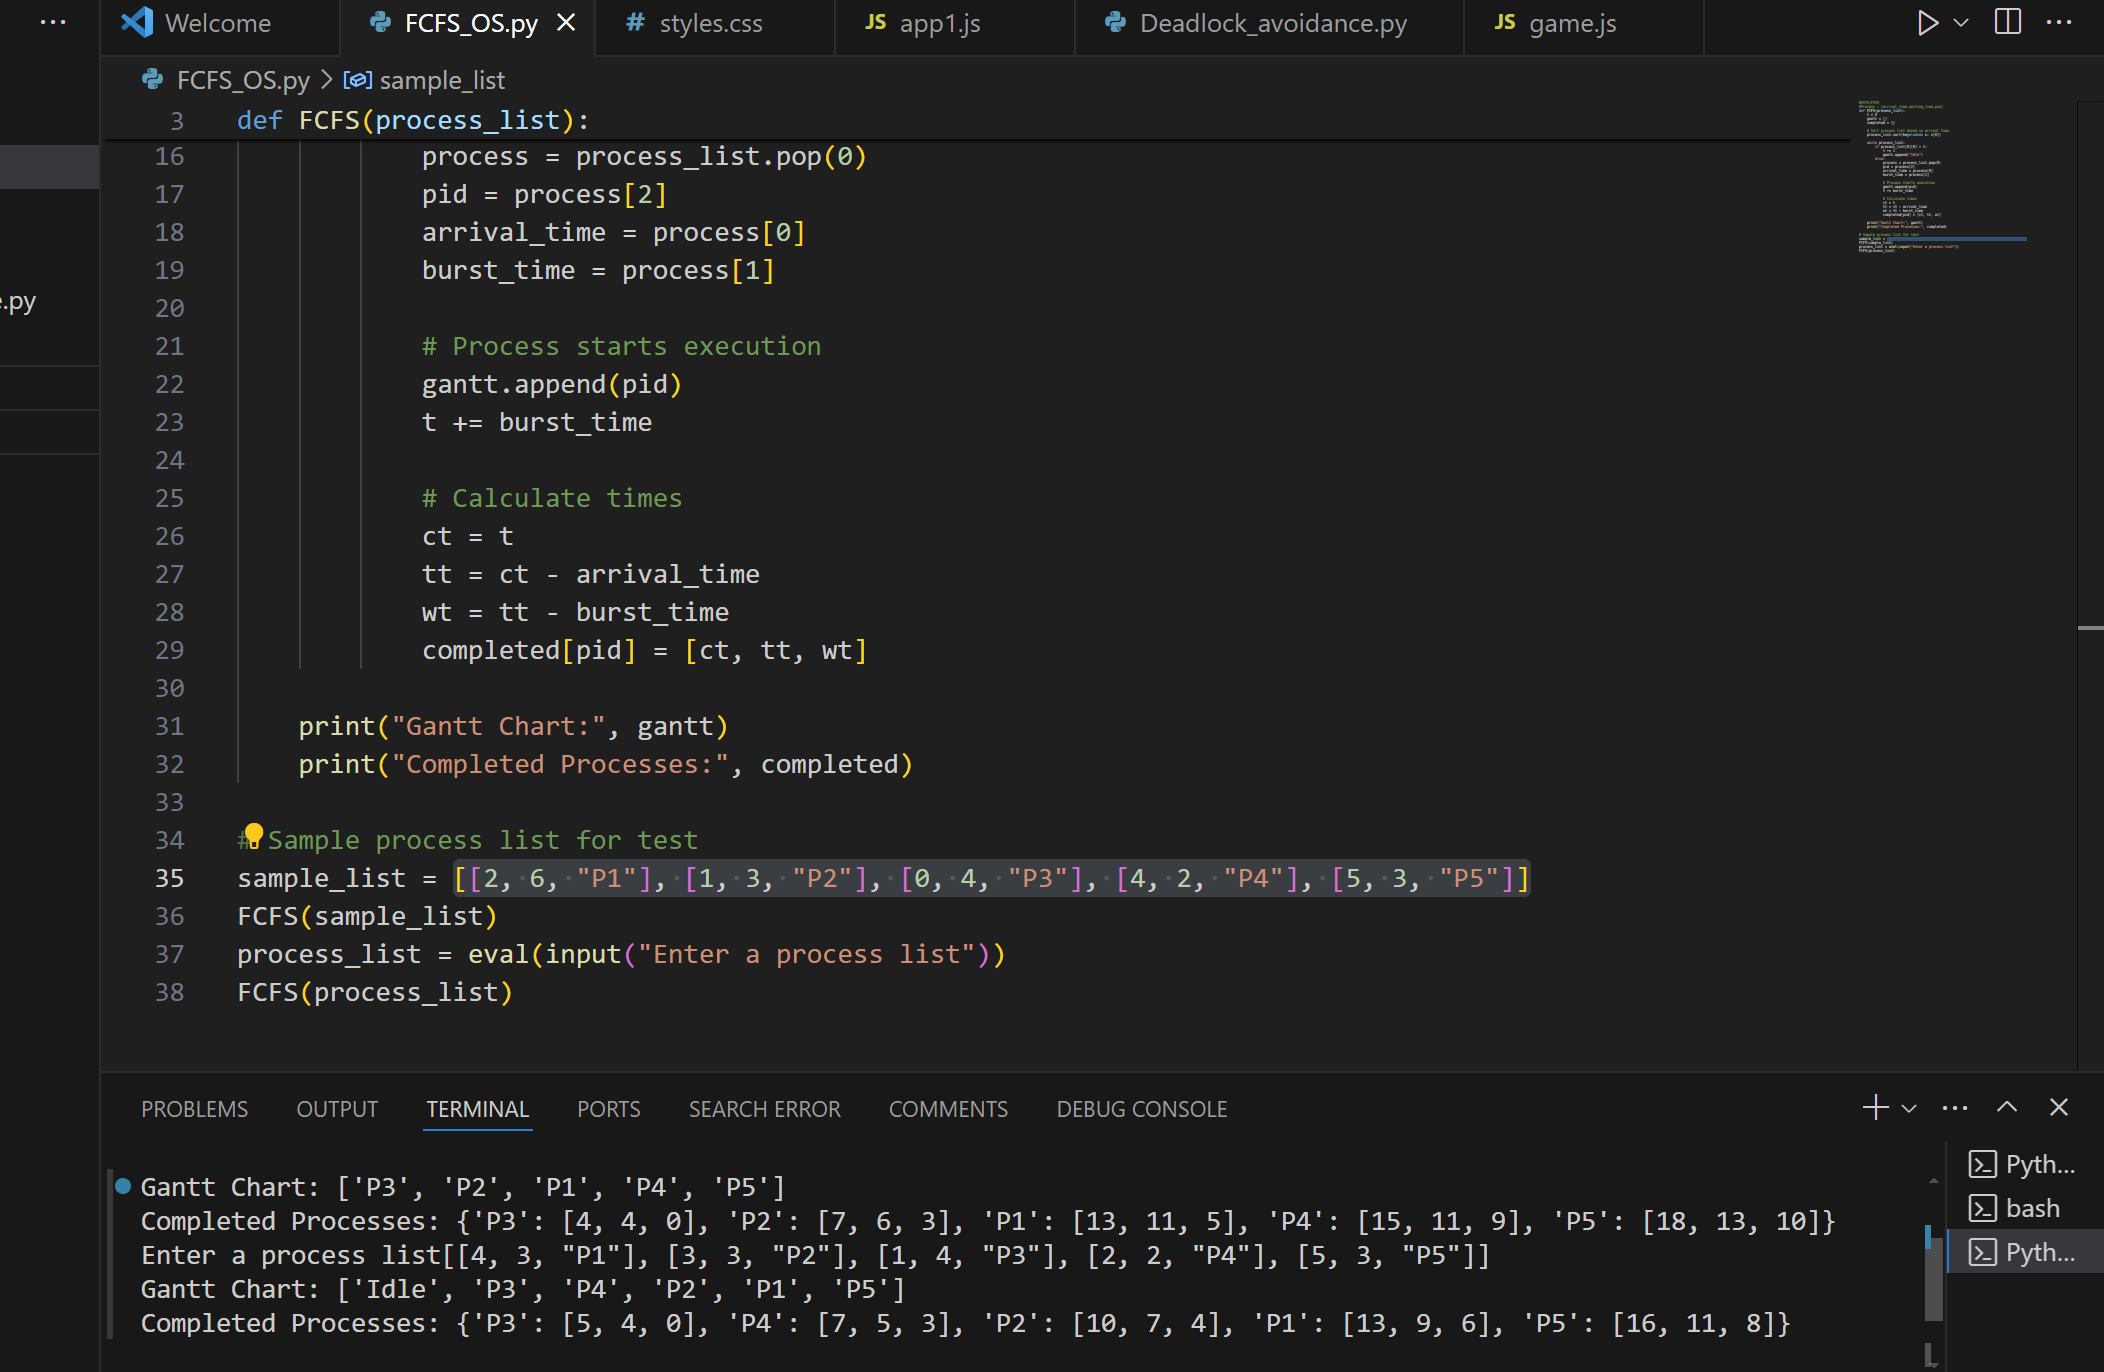 Welcome FCFS_OS.py # styles.css JS app1.js Deadlock_avoidance.py JS game.js
FCFS_OS.py > sample_list
e.py
3 def FCFS(process_list):
16 process = process_list.pop(0)
17 pid = process[2]
18 arrival_time = process[0]
19 burst_time = process[1]
20
21 # Process starts execution
22 gantt.append(pid)
23 t += burst_time
24
25 # Calculate times
26 ct = t
27 tt = ct - arrival_time
28 wt = tt - burst_time
29 completed[pid] = [ct, tt, wt]
30
31 print("Gantt Chart:", gantt)
32 print("Completed Processes:", completed)
33
34 # Sample process list for test
35 sample_list = [[2, 6, "P1"], [1, 3, "P2"], [0, 4, "P3"], [4, 2, "P4"], [5, 3, "P5"]]
36 FCFS(sample_list)
37 process_list = eval(input("Enter a process list"))
38 FCFS(process_list)
PROBLEMS OUTPUT TERMINAL PORTS SEARCH ERROR COMMENTS DEBUG CONSOLE
Gantt Chart: ['P3', 'P2', 'P1', 'P4', 'P5']
Completed Processes: {'P3': [4, 4, 0], 'P2': [7, 6, 3], 'P1': [13, 11, 5], 'P4': [15, 11, 9], 'P5': [18, 13, 10]}
Enter a process list[[4, 3, "P1"], [3, 3, "P2"], [1, 4, "P3"], [2, 2, "P4"], [5, 3, "P5"]]
Gantt Chart: ['Idle', 'P3', 'P4', 'P2', 'P1', 'P5']
Completed Processes: {'P3': [5, 4, 0], 'P4': [7, 5, 3], 'P2': [10, 7, 4], 'P1': [13, 9, 6], 'P5': [16, 11, 8]}
Pyth...
bash
Pyth...